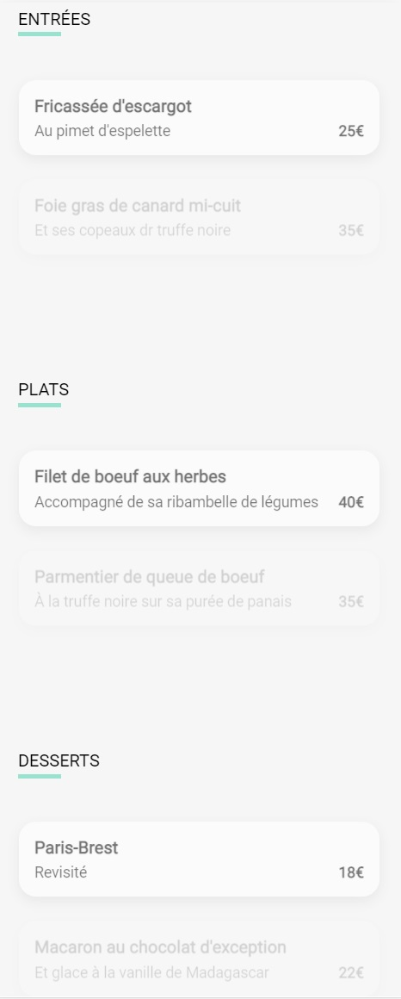 ENTRÉES
Fricassée d'escargot
Au pimet d'espelette 25€
Foie gras de canard mi-cuit
Et ses copeaux dr truffe noire 35€
PLATS
Filet de boeuf aux herbes
Accompagné de sa ribambelle de légumes 40€
Parmentier de queue de boeuf
À la truffe noire sur sa purée de panais 35€
DESSERTS
Paris-Brest
Revisité 18€
Macaron au chocolat d'exception
Et glace à la vanille de Madagascar 22€